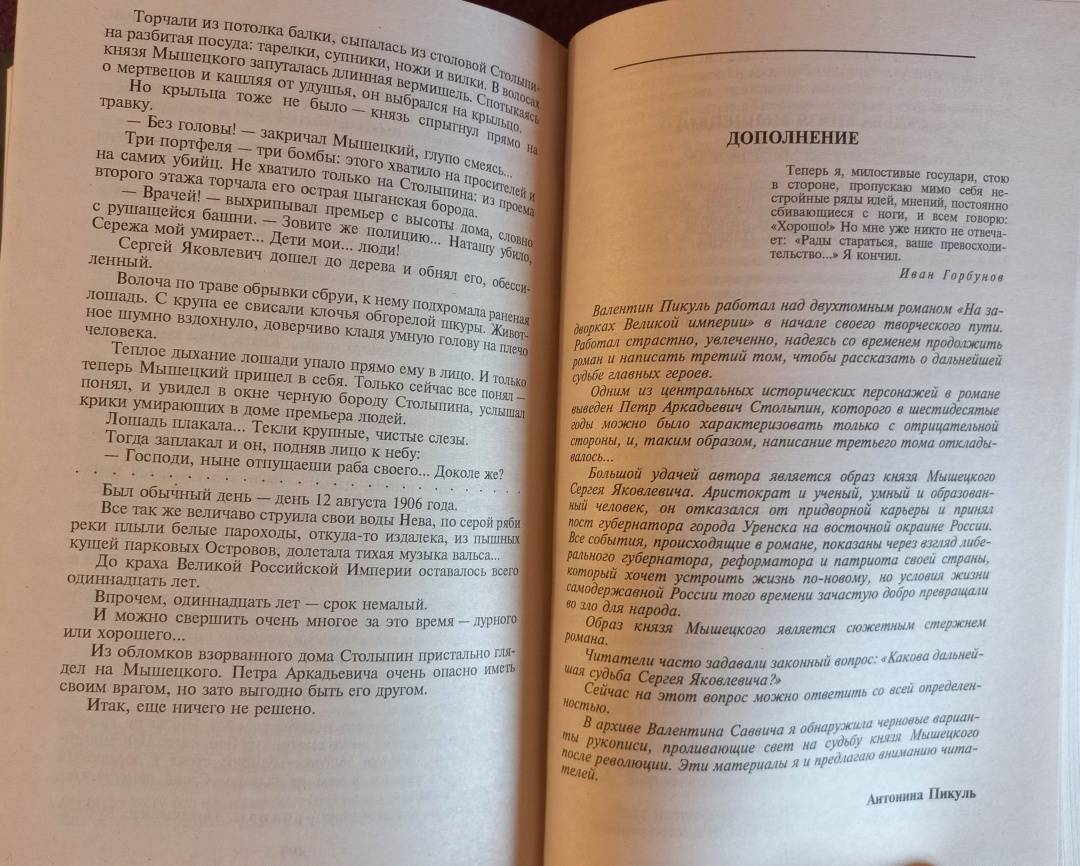 Торчали из потолка балки, сыпалась из столовой Столыпи-
на разбитая посуда: тарелки, супники, ножи и вилки. В волосах
князя Мышецкого запуталась длинная вермишель. Спотыкаясь
о мертвецов и кашляя от удушья, он выбрался на крыльцо.
Но крыльца тоже не было — князь спрыгнул прямо на
травку.
— Без головы! — закричал Мышецкий, глупо смеясь...
Три портфеля — три бомбы: этого хватило на просителей и
на самих убийц. Не хватило только на Столыпина: из проема
второго этажа торчала его острая цыганская борода.
— Врачей! — выхрипывал премьер с высоты дома, словно
с рушащейся башни. — Зовите же полицию... Наташу убило,
Сережа мой умирает... Дети мои... люди!
Сергей Яковлевич дошел до дерева и обнял его, обесси-
ленный.
Волоча по траве обрывки сбруи, к нему подхромала раненая
лошадь. С крупа ее свисали клочья обгорелой шкуры. Живот-
ное шумно вздохнуло, доверчиво кладя умную голову на плечо
человека.
Теплое дыхание лошади упало прямо ему в лицо. И только
теперь Мышецкий пришел в себя. Только сейчас все понял —
понял, и увидел в окне черную бороду Столыпина, услышал
крики умирающих в доме премьера людей.
Лошадь плакала... Текли крупные, чистые слезы.
Тогда заплакал и он, подняв лицо к небу:
— Господи, ныне отпущаеши раба своего... Доколе же?
. . . . . . . . . . . . . . . . . . . . . . . . . . . . . .
Был обычный день — день 12 августа 1906 года.
Все так же величаво струила свои воды Нева, по серой ряби
реки плыли белые пароходы, откуда-то издалека, из пышных
кущей парковых Островов, долетала тихая музыка вальса...
До краха Великой Российской Империи оставалось всего
одиннадцать лет.
Впрочем, одиннадцать лет — срок немалый.
И можно свершить очень многое за это время — дурного
или хорошего...
Из обломков взорванного дома Столыпин пристально гля-
дел на Мышецкого. Петра Аркадьевича очень опасно иметь
своим врагом, но зато выгодно быть его другом.
Итак, еще ничего не решено.
ДОПОЛНЕНИЕ
Теперь я, милостивые государи, стою
в стороне, пропускаю мимо себя не-
стройные ряды идей, мнений, постоянно
сбивающиеся с ноги, и всем говорю:
«Хорошо!» Но мне уже никто не отвеча-
ет: «Рады стараться, ваше превосходи-
тельство...» Я кончил.
Иван Горбунов
Валентин Пикуль работал над двухтомным романом «На за-
дворках Великой империи» в начале своего творческого пути.
Работал страстно, увлеченно, надеясь со временем продолжить
роман и написать третий том, чтобы рассказать о дальнейшей
судьбе главных героев.
Одним из центральных исторических персонажей в романе
выведен Петр Аркадьевич Столыпин, которого в шестидесятые
годы можно было характеризовать только с отрицательной
стороны, и, таким образом, написание третьего тома отклады-
валось...
Большой удачей автора является образ князя Мышецкого
Сергея Яковлевича. Аристократ и ученый, умный и образован-
ный человек, он отказался от придворной карьеры и принял
пост губернатора города Уренска на восточной окраине России.
Все события, происходящие в романе, показаны через взгляд либе-
рального губернатора, реформатора и патриота своей страны,
который хочет устроить жизнь по-новому, но условия жизни
самодержавной России того времени зачастую добро превращали
во зло для народа.
Образ князя Мышецкого является сюжетным стержнем
романа.
Читатели часто задавали законный вопрос: «Какова дальней-
шая судьба Сергея Яковлевича?»
Сейчас на этот вопрос можно ответить со всей определен-
ностью.
В архиве Валентина Саввича я обнаружила черновые вариан-
ты рукописи, проливающие свет на судьбу князя Мышецкого
после революции. Эти материалы я и предлагаю вниманию чита-
телей.
Антонина Пикуль